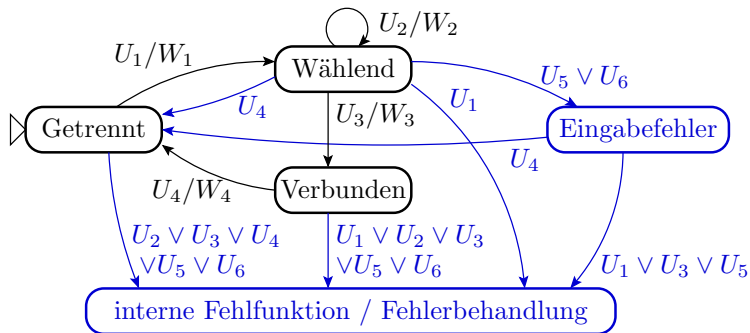 U₂/W₂
U₁/W₁
Wählend
U₅ ∨ U₆
U₄
U₁
U₃/W₃
Getrennt
Eingabefehler
U₄
U₄/W₄
Verbunden
U₂ ∨ U₃ ∨ U₄
∨U₅ ∨ U₆
U₁ ∨ U₂ ∨ U₃
∨U₅ ∨ U₆
U₁ ∨ U₃ ∨ U₅
interne Fehlfunktion / Fehlerbehandlung